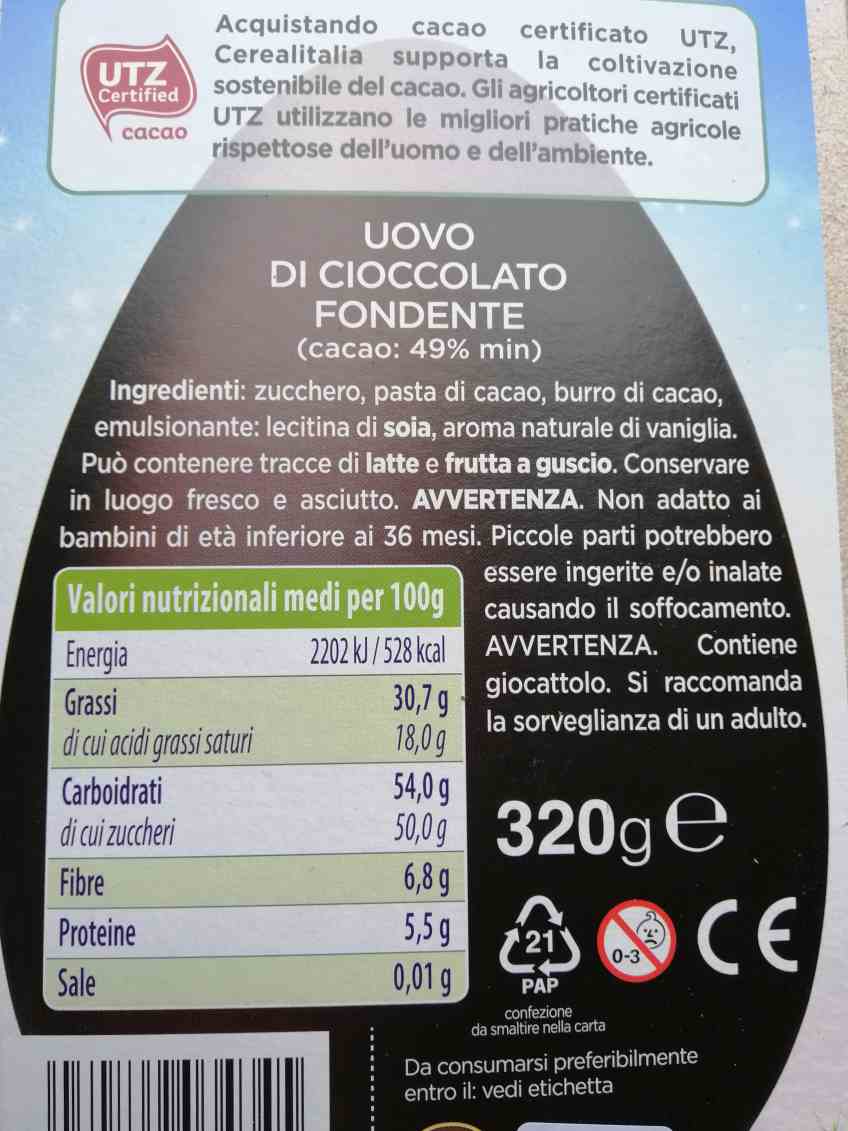 UTZ
Certified
cacao
Acquistando cacao certificato UTZ,
Cerealitalia supporta la coltivazione
sostenibile del cacao. Gli agricoltori certificati
UTZ utilizzano le migliori pratiche agricole
rispettose dell'uomo e dell'ambiente.
UOVO
DI CIOCCOLATO
FONDENTE
(cacao: 49% min)
Ingredienti: zucchero, pasta di cacao, burro di cacao,
emulsionante: lecitina di soia, aroma naturale di vaniglia.
Può contenere tracce di latte e frutta a guscio. Conservare
in luogo fresco e asciutto. AVVERTENZA. Non adatto ai
bambini di età inferiore ai 36 mesi. Piccole parti potrebbero
essere ingerite e/o inalate
causando il soffocamento.
AVVERTENZA. Contiene
giocattolo. Si raccomanda
la sorveglianza di un adulto.
Valori nutrizionali medi per 100g
Energia 2202 kJ / 528 kcal
Grassi 30,7 g
di cui acidi grassi saturi 18,0 g
Carboidrati 54,0 g
di cui zuccheri 50,0 g
Fibre 6,8 g
Proteine 5,5 g
Sale 0,01 g
320g e
21
PAP
0-3
CE
confezione
da smaltire nella carta
Da consumarsi preferibilmente
entro il: vedi etichetta